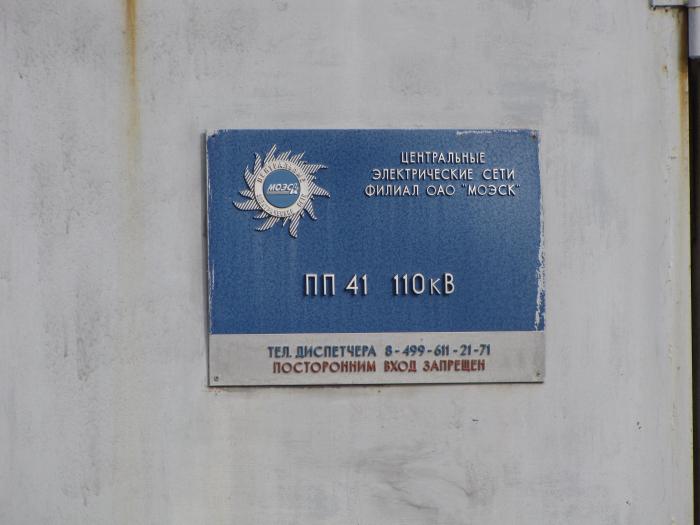 ЦЕНТРАЛЬНЫЕ
ЭЛЕКТРИЧЕСКИЕ СЕТИ
ФИЛИАЛ ОАО "МОЭСК"
МОЭСК
ПП 41 110кВ
ТЕЛ. ДИСПЕТЧЕРА 8-499-611-21-71
ПОСТОРОННИМ ВХОД ЗАПРЕЩЕН